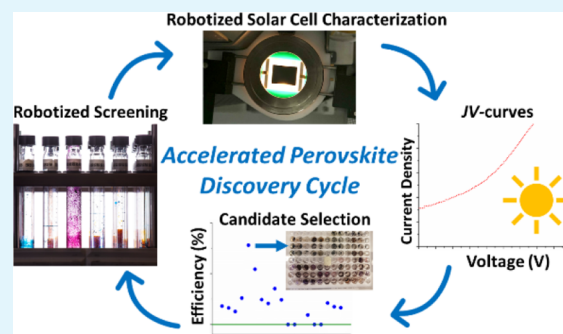 Robotized Solar Cell Characterization
Robotized Screening
JV-curves
Accelerated Perovskite
Discovery Cycle
Current Density
Voltage (V)
Candidate Selection
Efficiency (%)